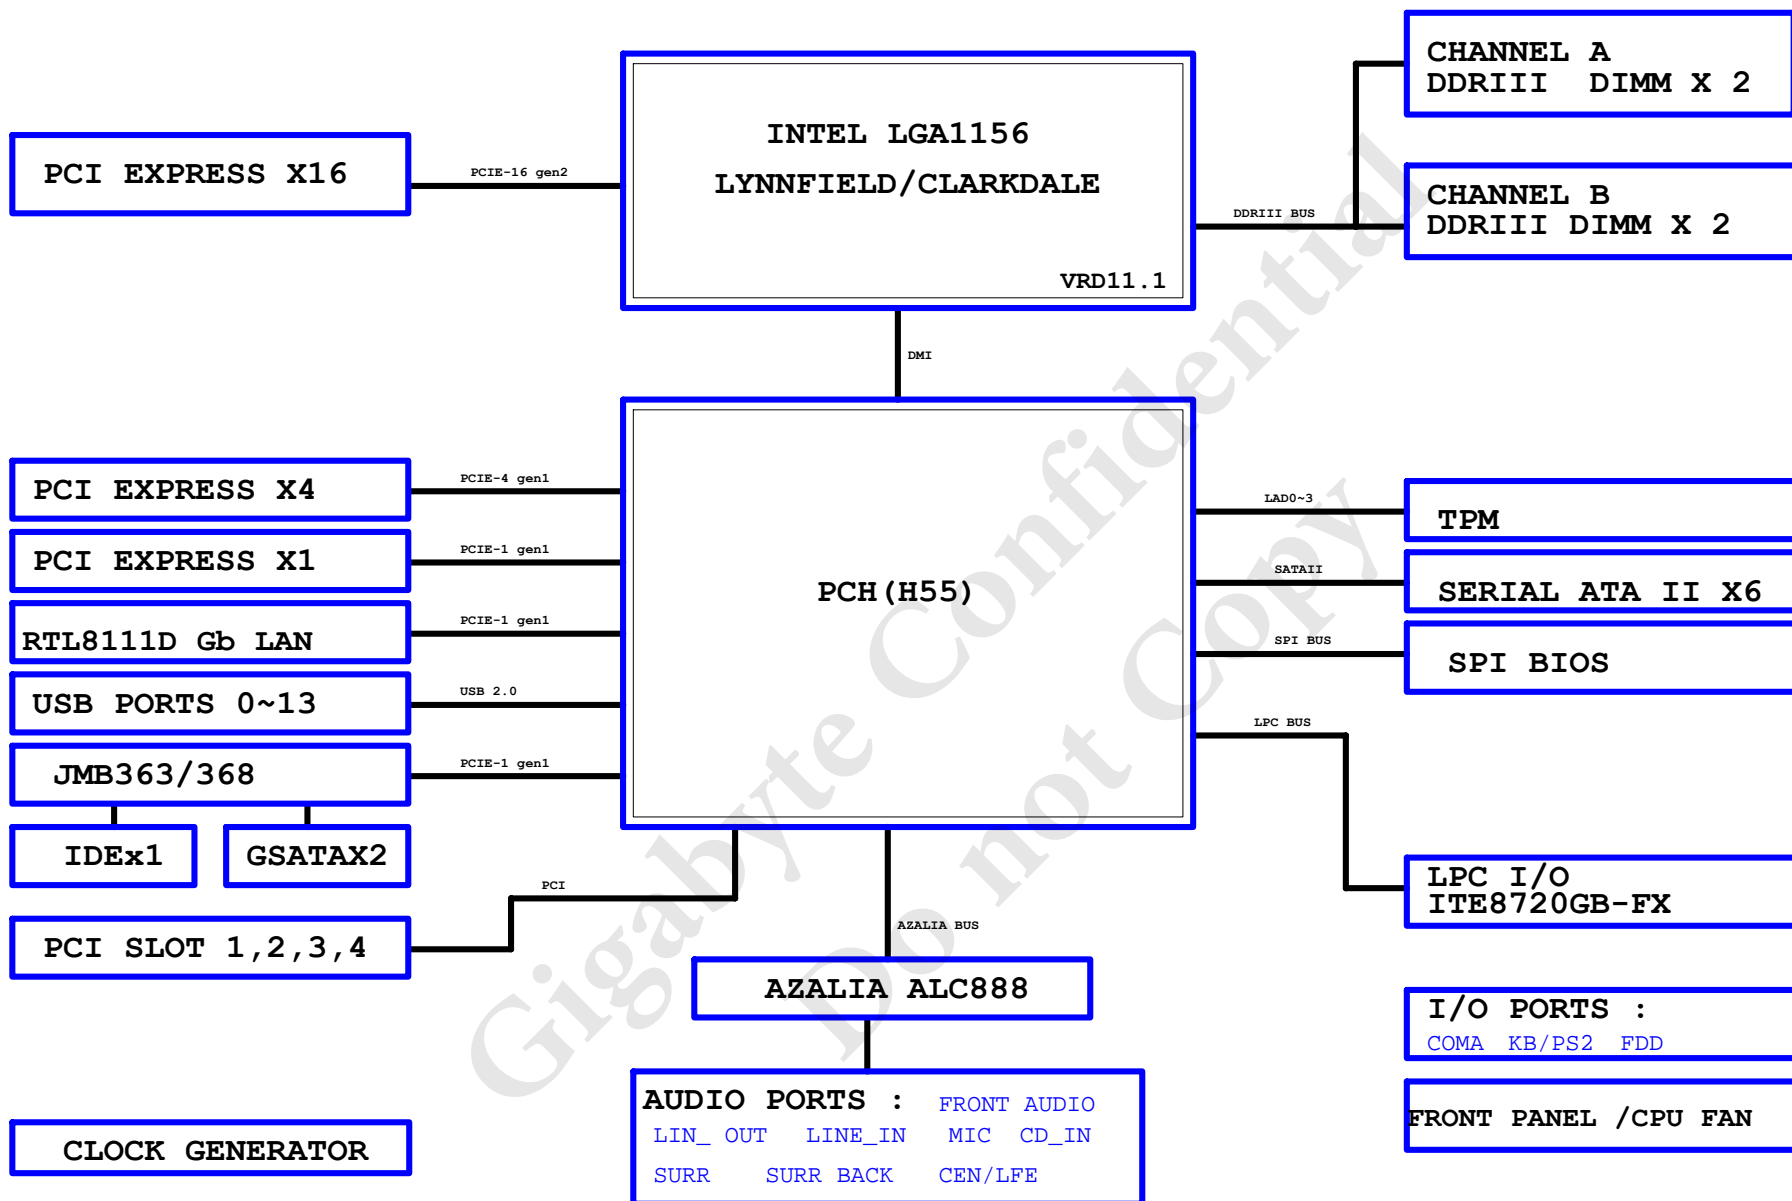 CHANNEL A
DDRIII DIMM X 2
INTEL LGA1156
LYNNFIELD/CLARKDALE
VRD11.1
PCI EXPRESS X16
PCIE-16 gen2
DDRIII BUS
CHANNEL B
DDRIII DIMM X 2
DMI
PCI EXPRESS X4
PCIE-4 gen1
PCI EXPRESS X1
PCIE-1 gen1
RTL8111D Gb LAN
PCIE-1 gen1
USB PORTS 0~13
USB 2.0
JMB363/368
PCIE-1 gen1
IDEx1
GSATAX2
PCI
PCI SLOT 1,2,3,4
PCH(H55)
LAD0~3
TPM
SATAII
SERIAL ATA II X6
SPI BUS
SPI BIOS
LPC BUS
LPC I/O
ITE8720GB-FX
AZALIA BUS
AZALIA ALC888
I/O PORTS :
COMA KB/PS2 FDD
AUDIO PORTS : FRONT AUDIO
LIN_ OUT LINE_IN MIC CD_IN
SURR SURR BACK CEN/LFE
FRONT PANEL /CPU FAN
CLOCK GENERATOR
Gigabyte Confidential
Do not Copy